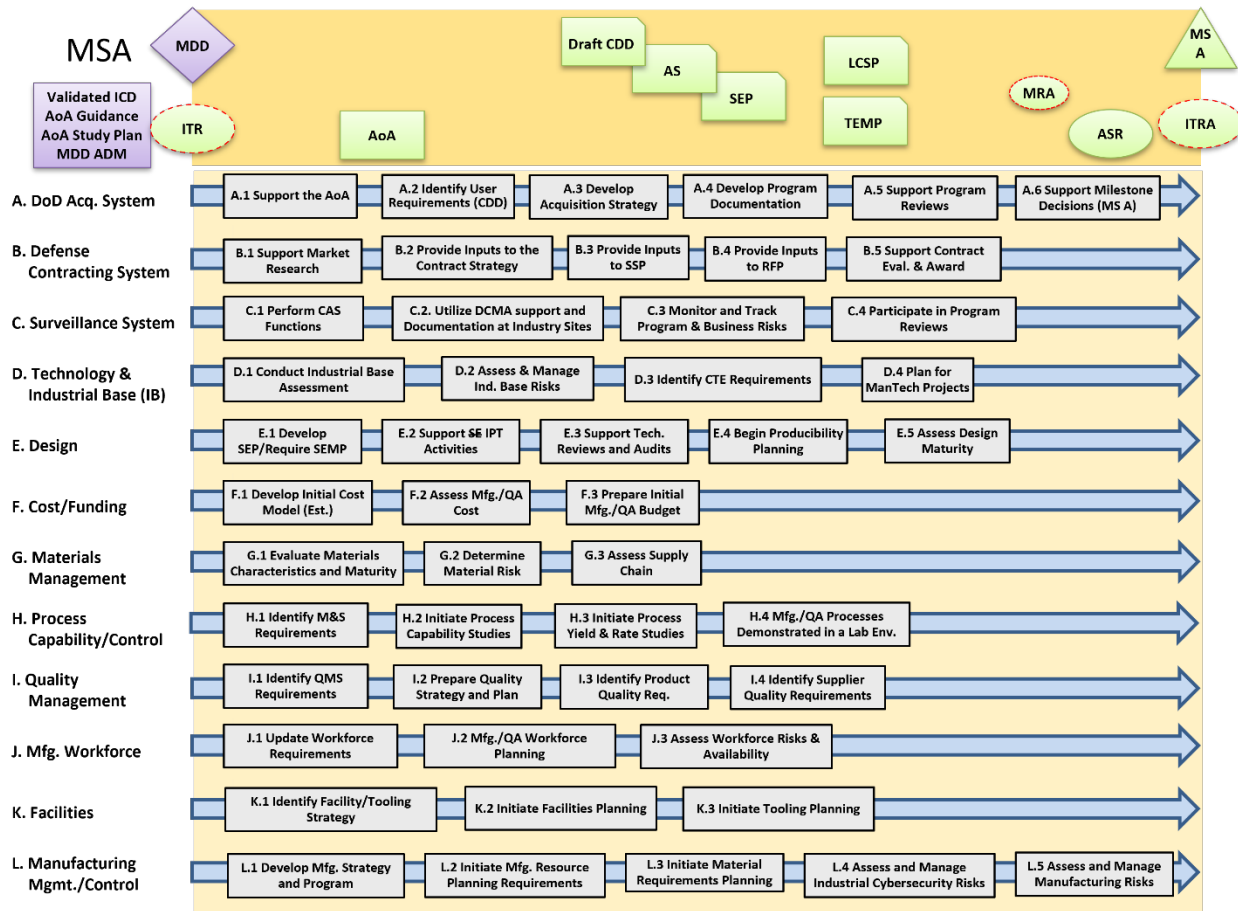 MSA
MDD
Validated ICD
AoA Guidance
AoA Study Plan
MDD ADM
ITR
AoA
Draft CDD
AS
SEP
LCSP
TEMP
MRA
ASR
MS
A
ITRA
A. DoD Acq. System
A.1 Support the AoA
A.2 Identify User
Requirements (CDD)
A.3 Develop
Acquisition Strategy
A.4 Develop Program
Documentation
A.5 Support Program
Reviews
A.6 Support Milestone
Decisions (MS A)
B. Defense
Contracting System
B.1 Support Market
Research
B.2 Provide Inputs to the
Contract Strategy
B.3 Provide Inputs
to SSP
B.4 Provide Inputs
to RFP
B.5 Support Contract
Eval. & Award
C. Surveillance System
C.1 Perform CAS
Functions
C.2. Utilize DCMA support and
Documentation at Industry Sites
C.3 Monitor and Track
Program & Business Risks
C.4 Participate in Program
Reviews
D. Technology &
Industrial Base (IB)
D.1 Conduct Industrial Base
Assessment
D.2 Assess & Manage
Ind. Base Risks
D.3 Identify CTE Requirements
D.4 Plan for
ManTech Projects
E. Design
E.1 Develop
SEP/Require SEMP
E.2 Support SE IPT
Activities
E.3 Support Tech.
Reviews and Audits
E.4 Begin Producibility
Planning
E.5 Assess Design
Maturity
F. Cost/Funding
F.1 Develop Initial Cost
Model (Est.)
F.2 Assess Mfg./QA
Cost
F.3 Prepare Initial
Mfg./QA Budget
G. Materials
Management
G.1 Evaluate Materials
Characteristics and Maturity
G.2 Determine
Material Risk
G.3 Assess Supply
Chain
H. Process
Capability/Control
H.1 Identify M&S
Requirements
H.2 Initiate Process
Capability Studies
H.3 Initiate Process
Yield & Rate Studies
H.4 Mfg./QA Processes
Demonstrated in a Lab Env.
I. Quality
Management
I.1 Identify QMS
Requirements
I.2 Prepare Quality
Strategy and Plan
I.3 Identify Product
Quality Req.
I.4 Identify Supplier
Quality Requirements
J. Mfg. Workforce
J.1 Update Workforce
Requirements
J.2 Mfg./QA Workforce
Planning
J.3 Assess Workforce Risks &
Availability
K. Facilities
K.1 Identify Facility/Tooling
Strategy
K.2 Initiate Facilities Planning
K.3 Initiate Tooling Planning
L. Manufacturing
Mgmt./Control
L.1 Develop Mfg. Strategy
and Program
L.2 Initiate Mfg. Resource
Planning Requirements
L.3 Initiate Material
Requirements Planning
L.4 Assess and Manage
Industrial Cybersecurity Risks
L.5 Assess and Manage
Manufacturing Risks